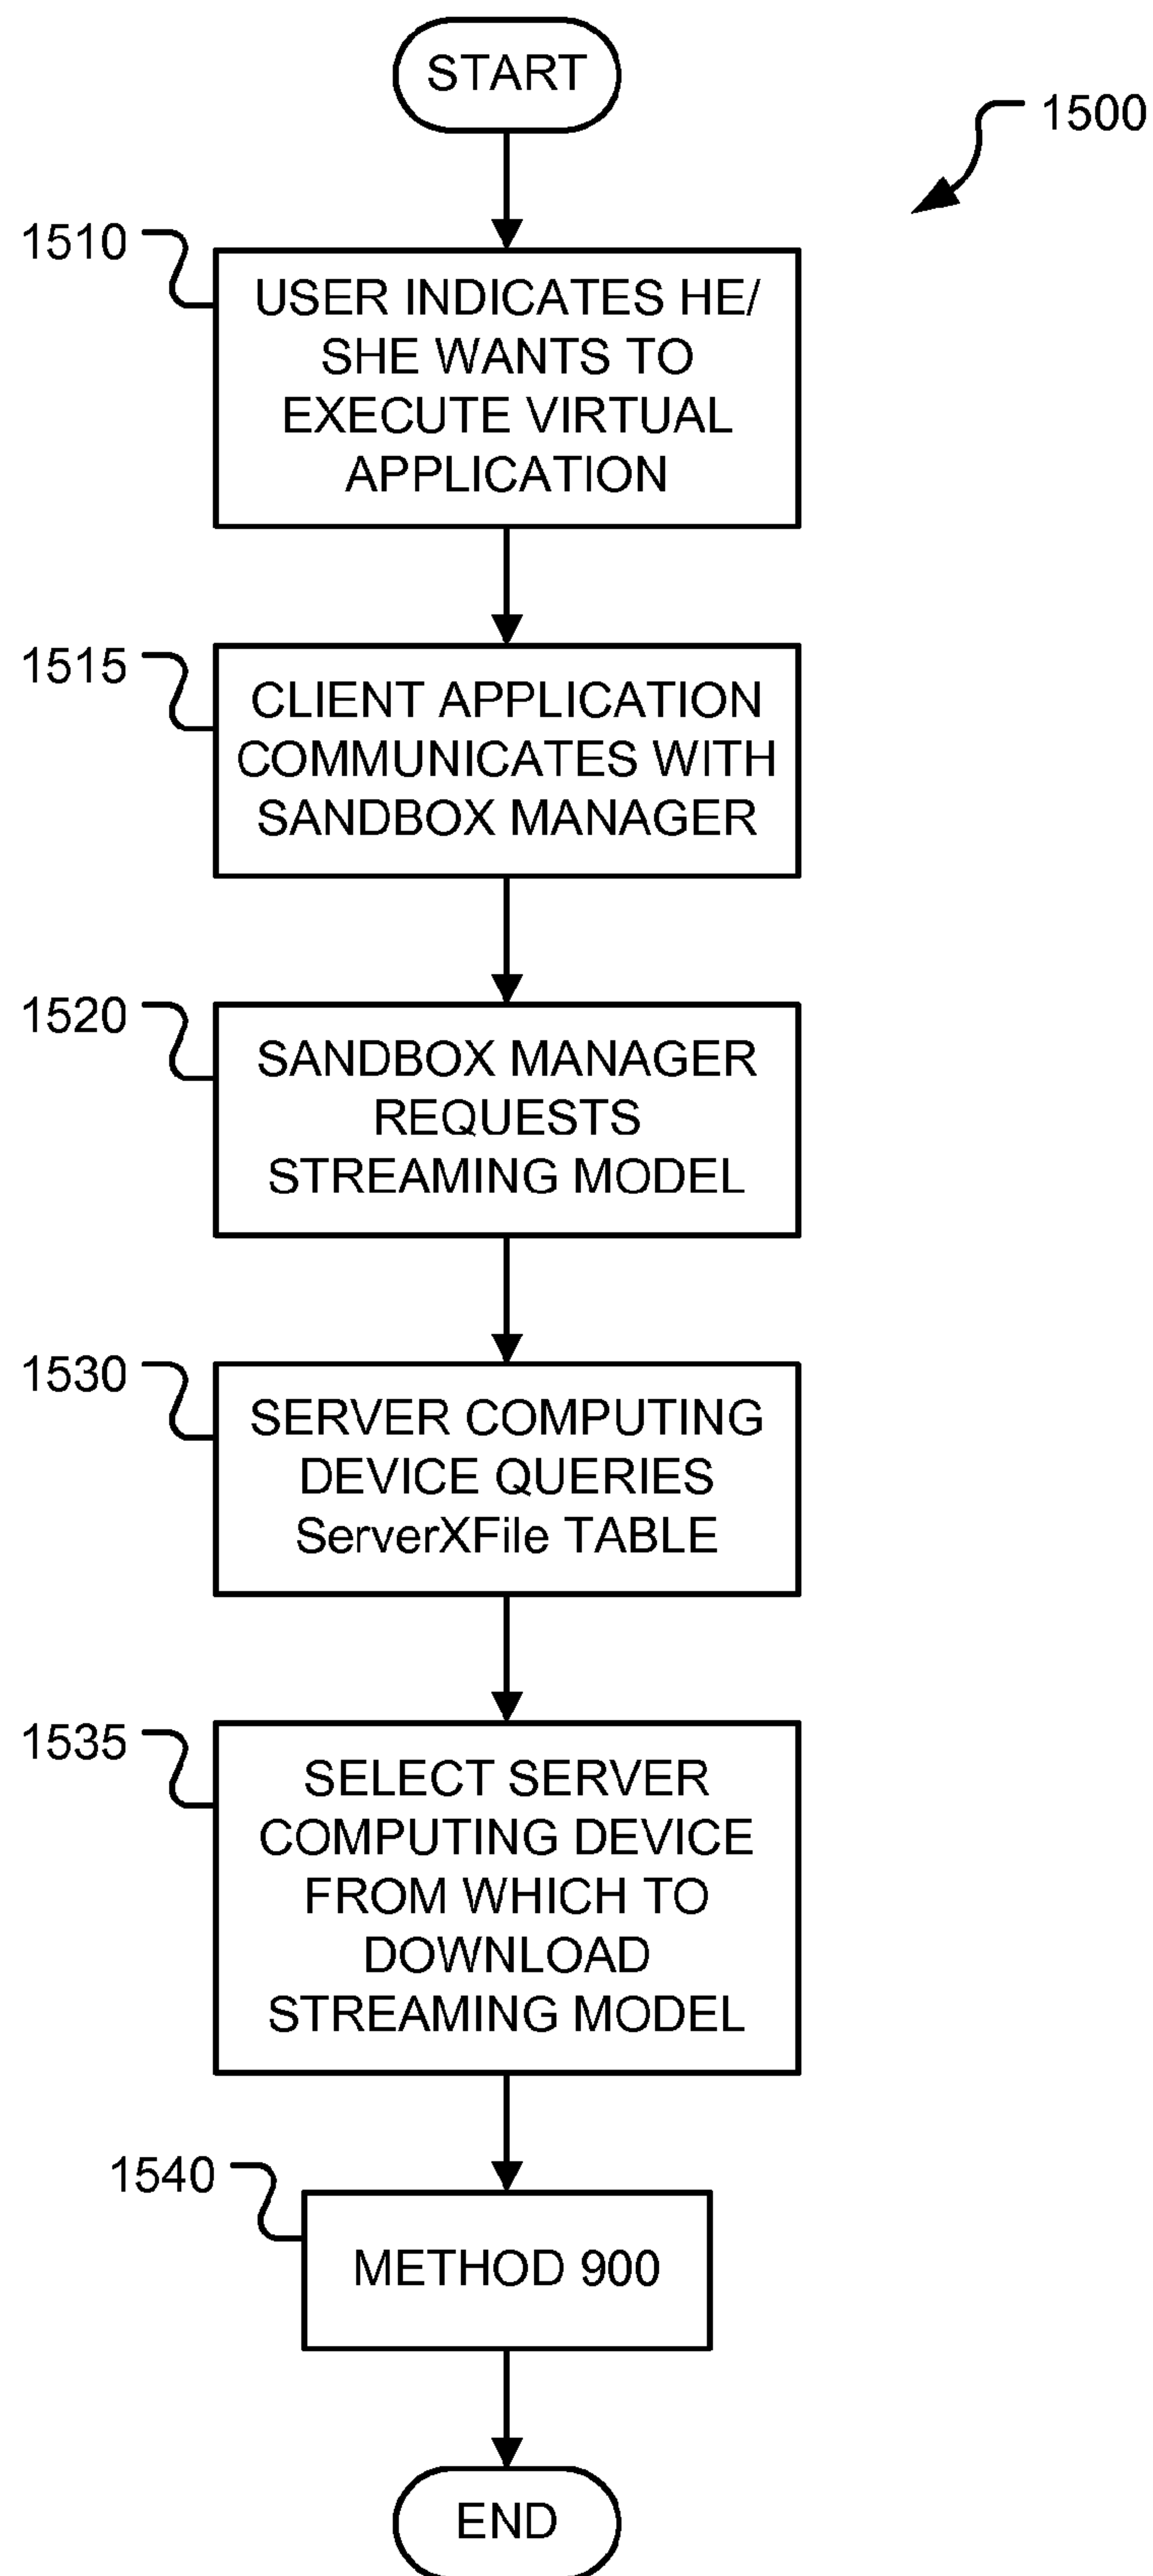 START
1500
1510
USER INDICATES HE/
SHE WANTS TO
EXECUTE VIRTUAL
APPLICATION
1515
CLIENT APPLICATION
COMMUNICATES WITH
SANDBOX MANAGER
1520
SANDBOX MANAGER
REQUESTS
STREAMING MODEL
1530
SERVER COMPUTING
DEVICE QUERIES
ServerXFile TABLE
1535
SELECT SERVER
COMPUTING DEVICE
FROM WHICH TO
DOWNLOAD
STREAMING MODEL
1540
METHOD 900
END